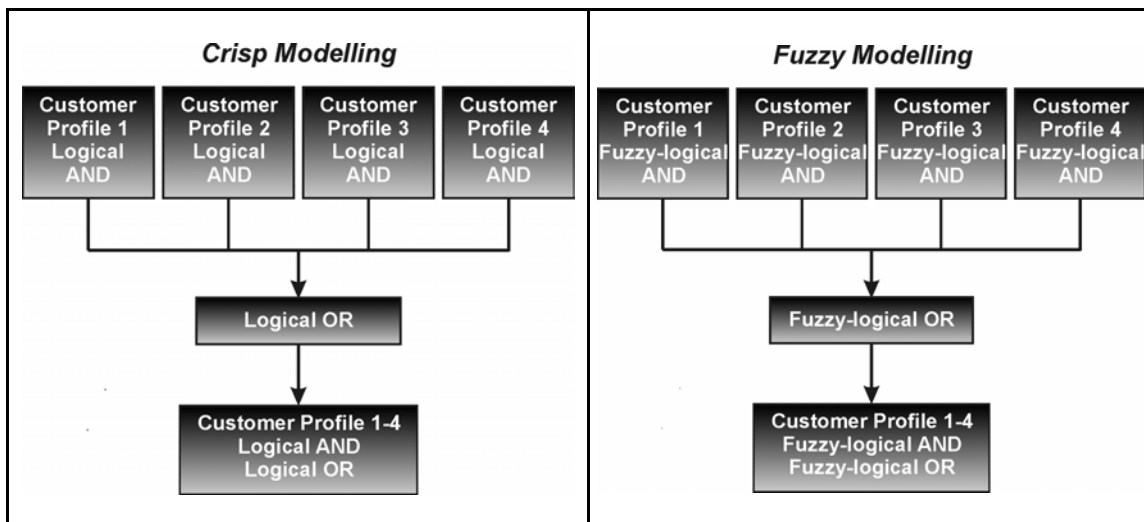 Crisp Modelling
Customer
Profile 1
Logical
AND
Customer
Profile 2
Logical
AND
Customer
Profile 3
Logical
AND
Customer
Profile 4
Logical
AND
Logical OR
Customer Profile 1-4
Logical AND
Logical OR
Fuzzy Modelling
Customer
Profile 1
Fuzzy-logical
AND
Customer
Profile 2
Fuzzy-logical
AND
Customer
Profile 3
Fuzzy-logical
AND
Customer
Profile 4
Fuzzy-logical
AND
Fuzzy-logical OR
Customer Profile 1-4
Fuzzy-logical AND
Fuzzy-logical OR